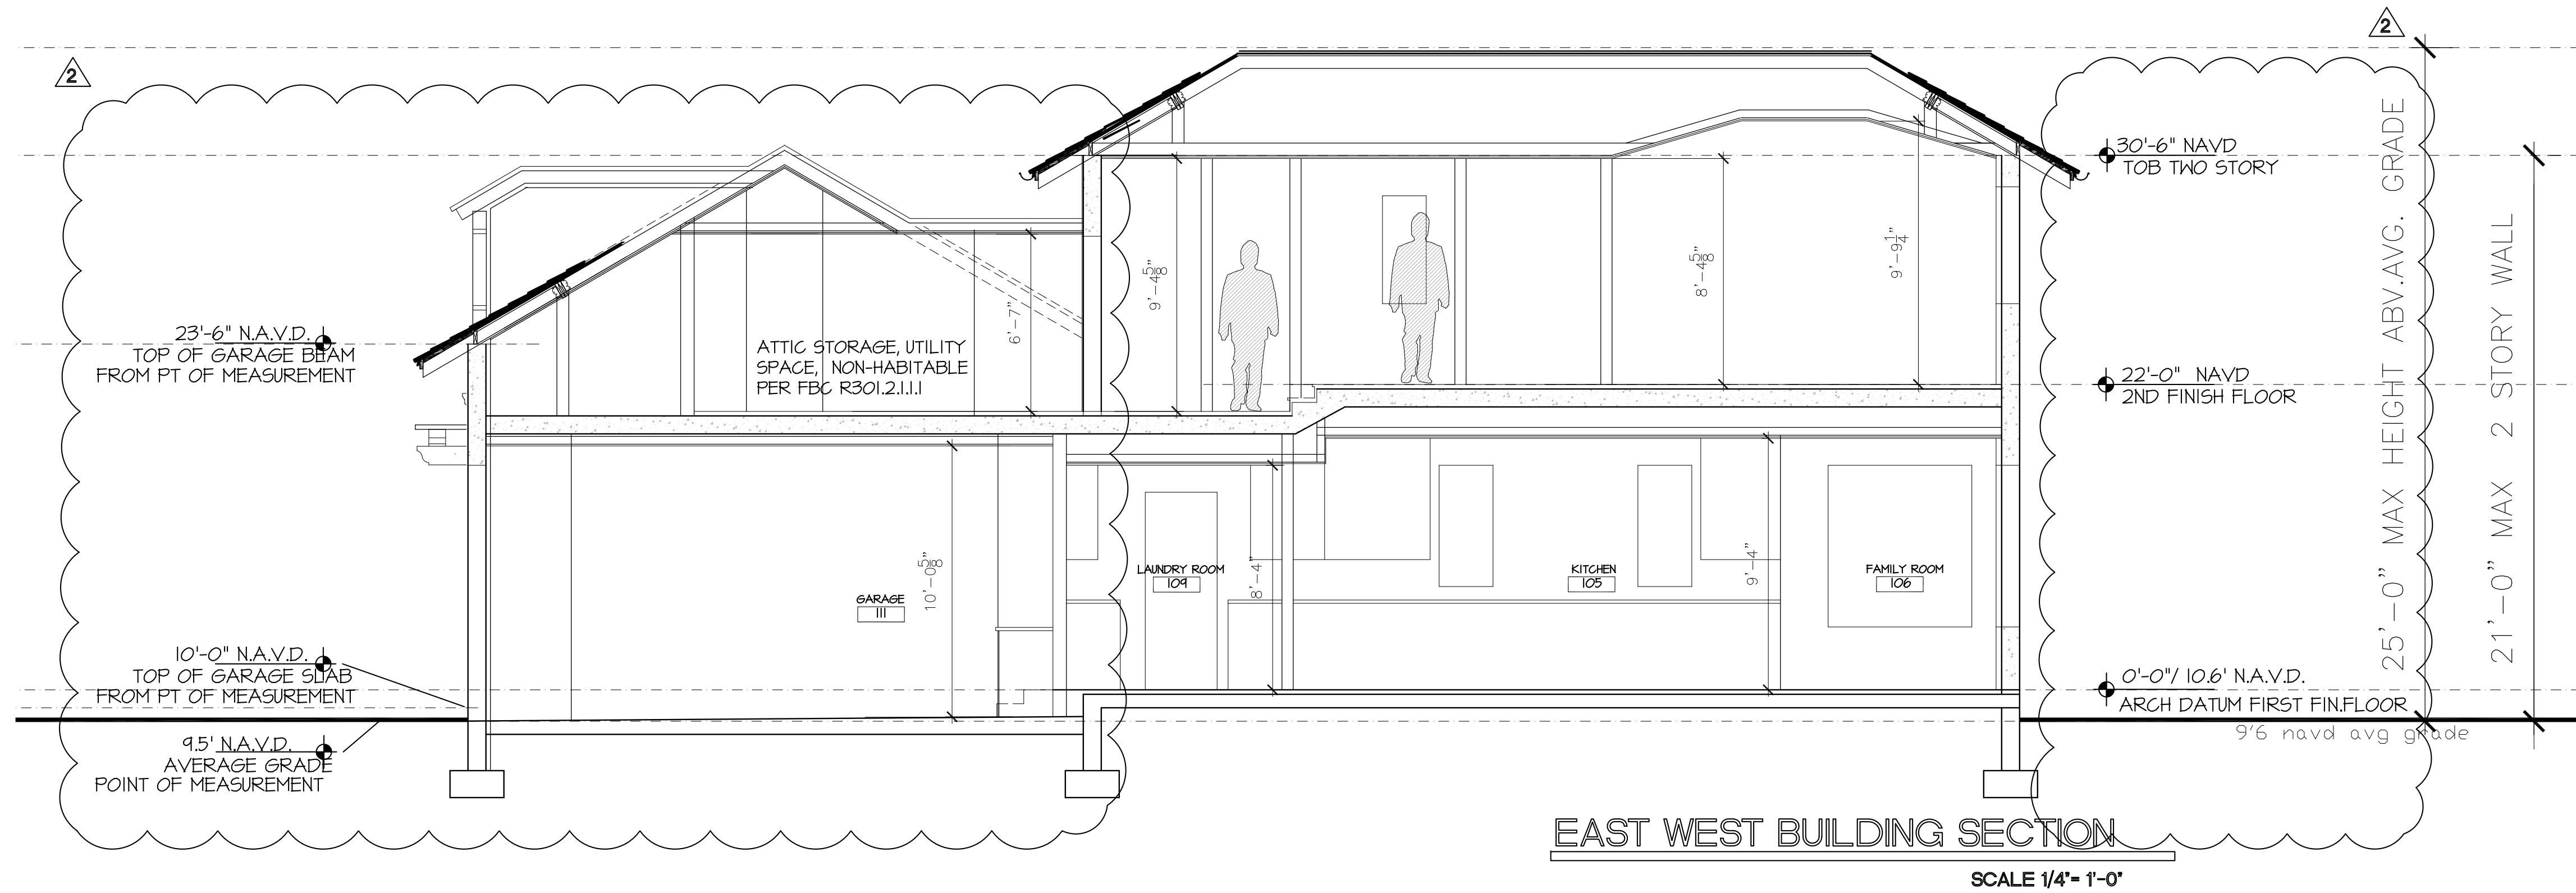 2
2
30'-6" NAVD
TOB TWO STORY
9'-4 5/8"
8'-4 5/8"
9'-9 1/4"
6'-7"
25'-0" MAX HEIGHT ABV.AVG. GRADE
21'-0" MAX 2 STORY WALL
23'-6" N.A.V.D.
TOP OF GARAGE BEAM
FROM PT OF MEASUREMENT
ATTIC STORAGE, UTILITY
SPACE, NON-HABITABLE
PER FBC R301.2.1.1.1
22'-0" NAVD
2ND FINISH FLOOR
10'-0 5/8"
8'-4"
9'-4"
GARAGE
111
LAUNDRY ROOM
109
KITCHEN
105
FAMILY ROOM
106
10'-0" N.A.V.D.
TOP OF GARAGE SLAB
FROM PT OF MEASUREMENT
0'-0"/ 10.6' N.A.V.D.
ARCH DATUM FIRST FIN.FLOOR
9'6 navd avg grade
9.5' N.A.V.D.
AVERAGE GRADE
POINT OF MEASUREMENT
EAST WEST BUILDING SECTION
SCALE 1/4"= 1'-0"